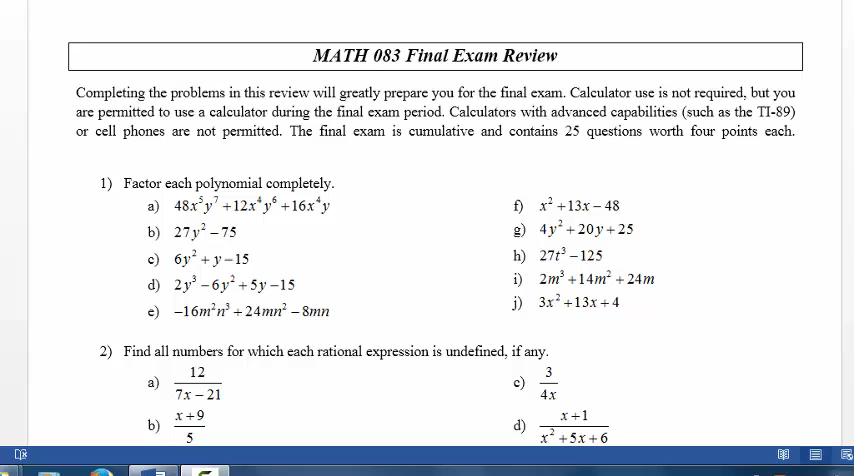 MATH 083 Final Exam Review
Completing the problems in this review will greatly prepare you for the final exam. Calculator use is not required, but you
are permitted to use a calculator during the final exam period. Calculators with advanced capabilities (such as the TI-89)
or cell phones are not permitted. The final exam is cumulative and contains 25 questions worth four points each.
1) Factor each polynomial completely.
a) 48x⁵y⁷ + 12x⁴y⁶ + 16x⁴y
b) 27y² − 75
c) 6y² + y − 15
d) 2y³ − 6y² + 5y − 15
e) −16m²n³ + 24mn² − 8mn
f) x² + 13x − 48
g) 4y² + 20y + 25
h) 27t³ − 125
i) 2m³ + 14m² + 24m
j) 3x² + 13x + 4
2) Find all numbers for which each rational expression is undefined, if any.
a) 12/(7x − 21)
b) (x + 9)/5
c) 3/(4x)
d) (x + 1)/(x² + 5x + 6)